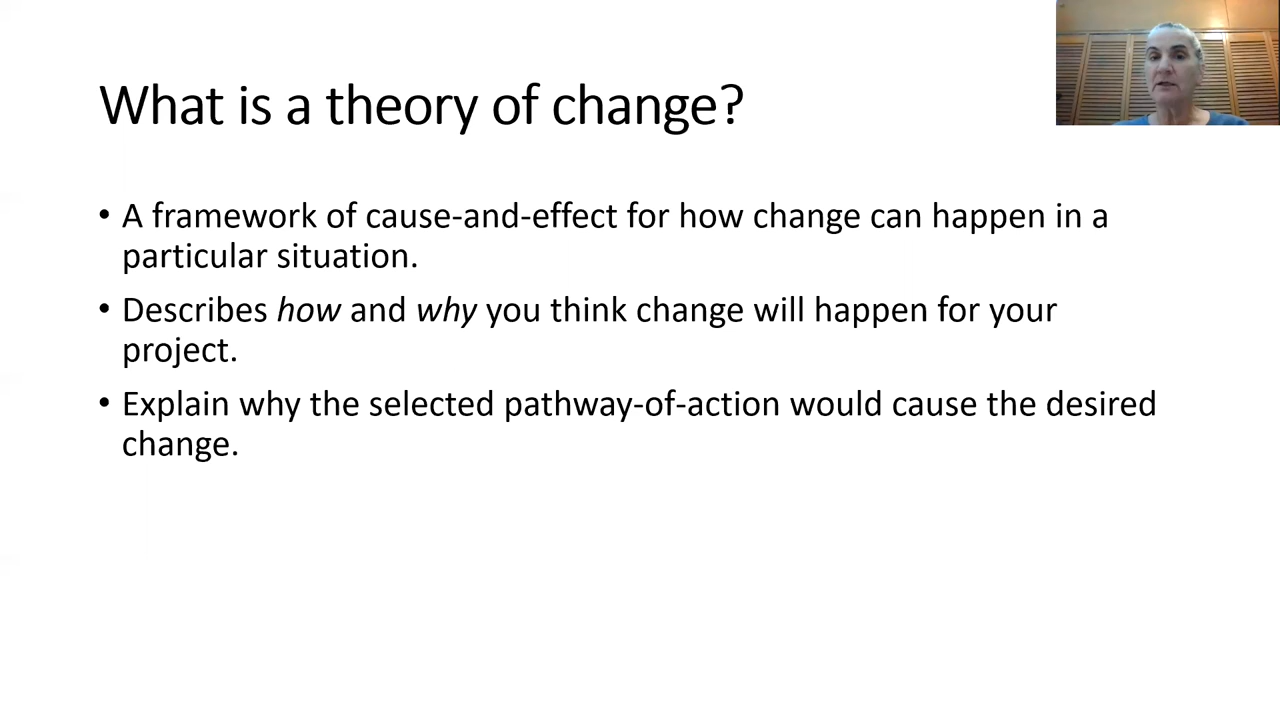 What is a theory of change?
• A framework of cause-and-effect for how change can happen in a
particular situation.
• Describes how and why you think change will happen for your
project.
• Explain why the selected pathway-of-action would cause the desired
change.